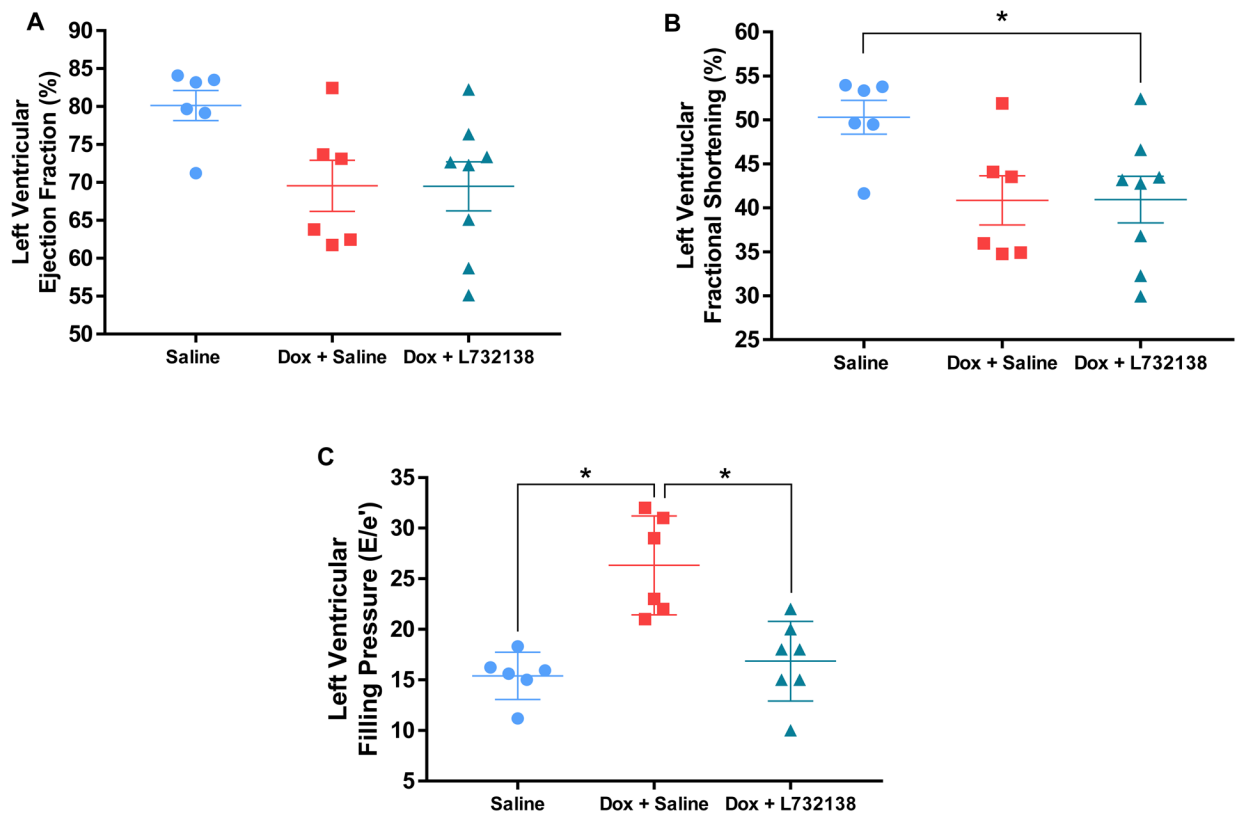 A
Left Ventricular
Ejection Fraction (%)
90
85
80
75
70
65
60
55
50
Saline
Dox + Saline
Dox + L732138
B
Left Ventriuclar
Fractional Shortening (%)
60
55
50
45
40
35
30
25
*
Saline
Dox + Saline
Dox + L732138
C
Left Ventricular
Filling Pressure (E/e')
35
30
25
20
15
10
5
*
*
Saline
Dox + Saline
Dox + L732138